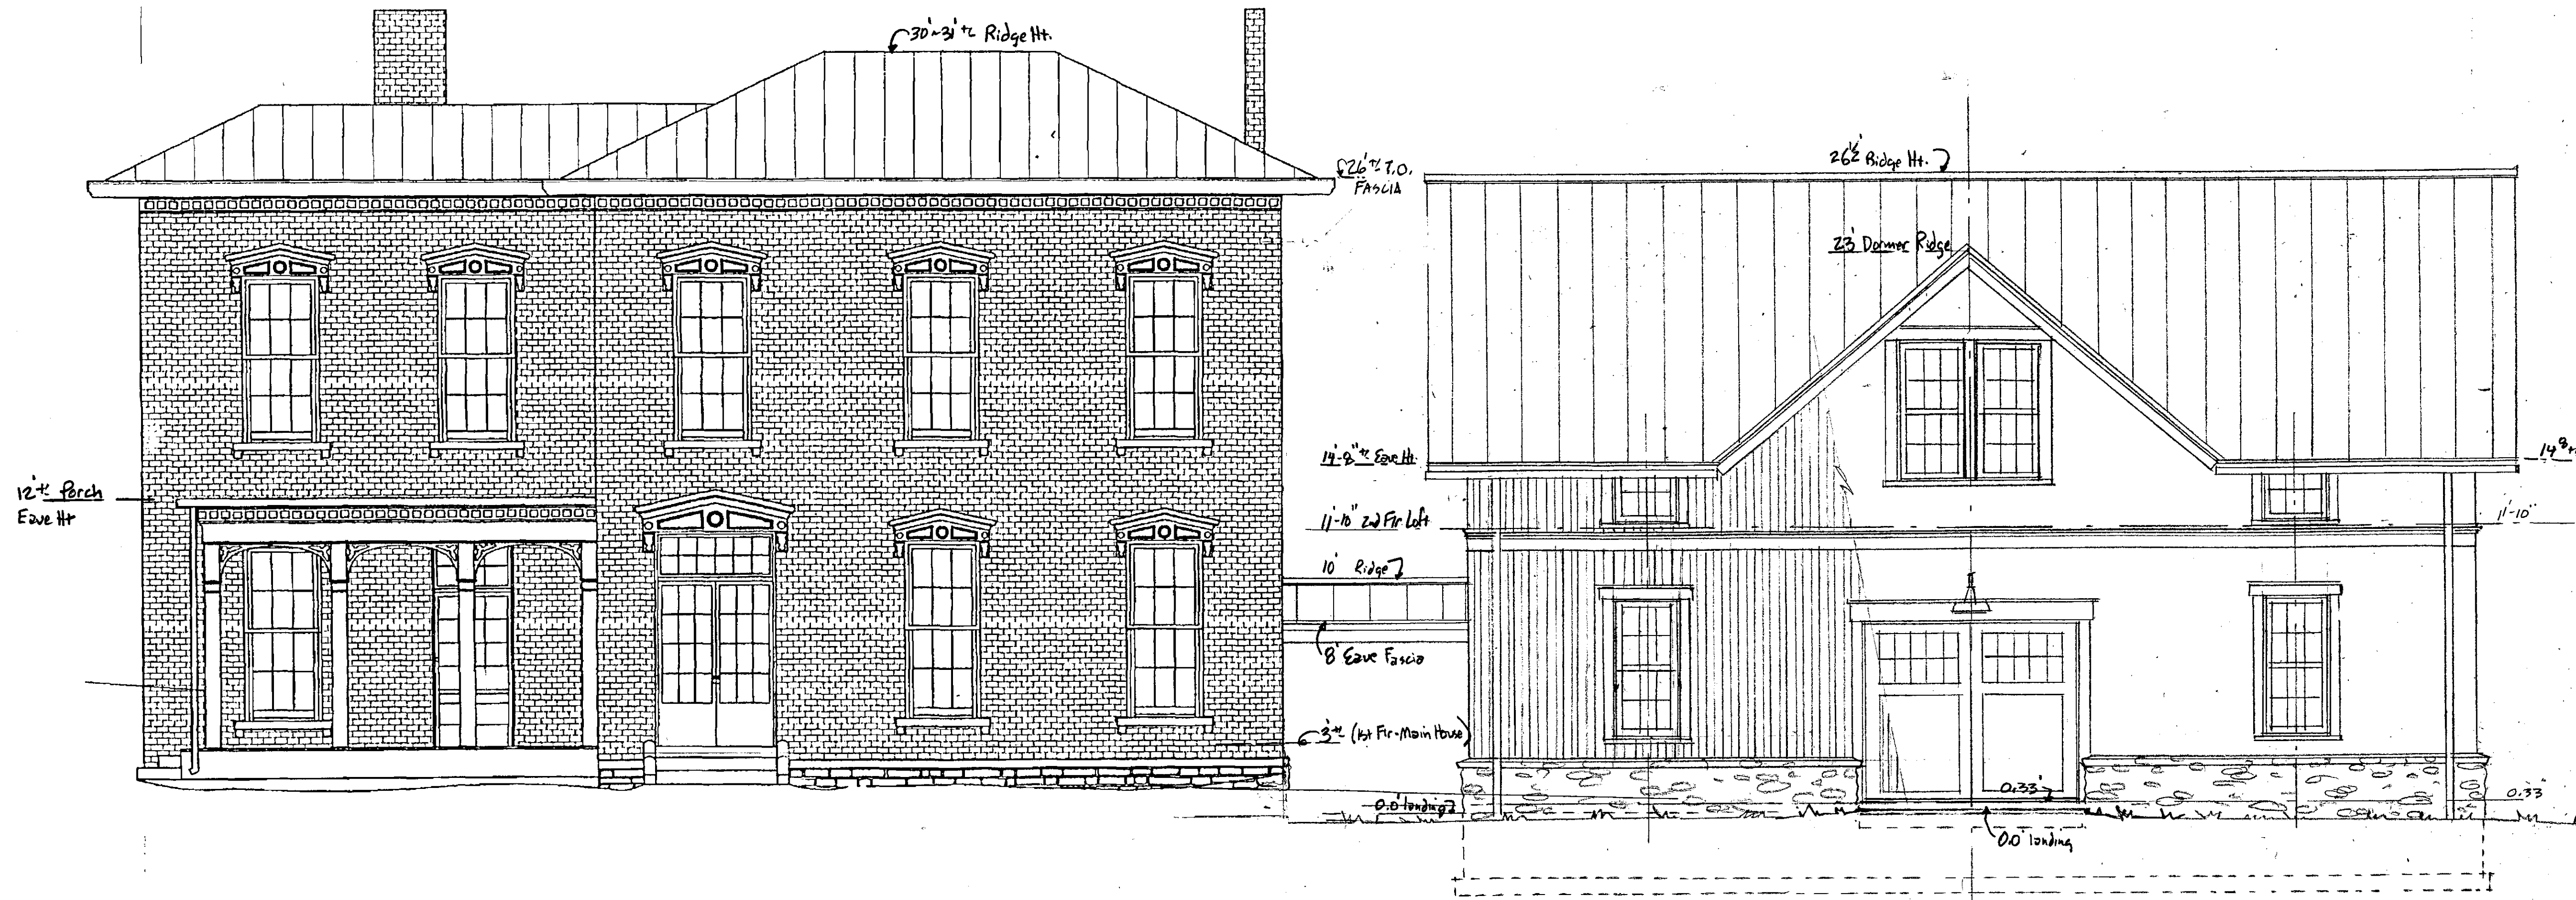 30'~31' +/- Ridge Ht.
26' +/- T.O.
FASCIA
26'2 Ridge Ht.
23' Dormer Ridge
14'-8" +/- Eave Ht.
14'8 +/-
12' +/- Porch
Eave Ht
11'-10" 2nd Flr Loft
11'-10"
10' Ridge
8' Eave Fascia
3' +/- (1st Flr-Main House)
0.0' landing
0.33'
0.33'
0.0' landing